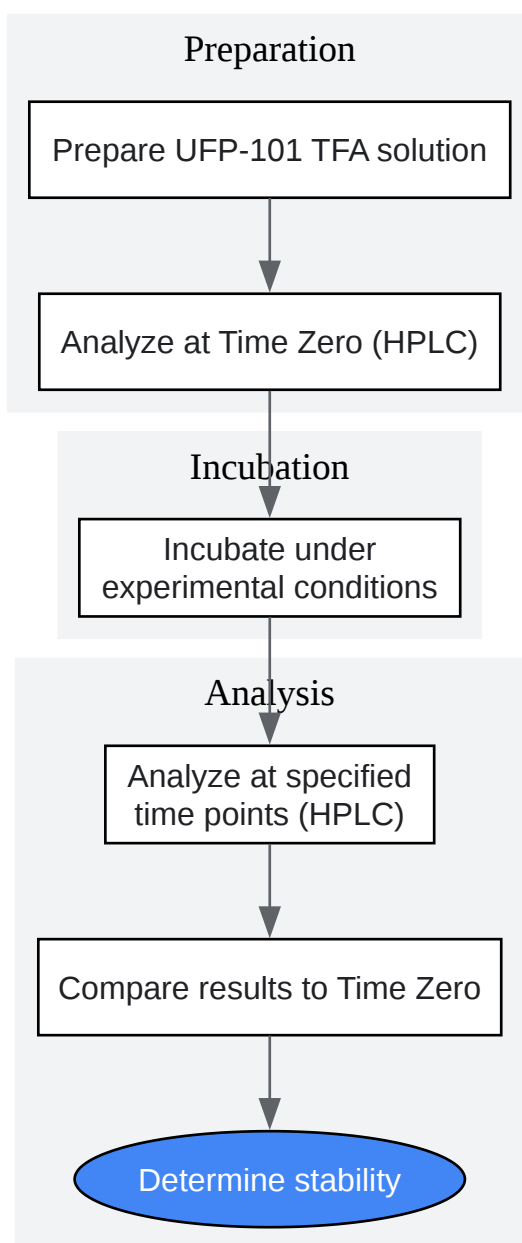 Preparation
Prepare UFP-101 TFA solution
Analyze at Time Zero (HPLC)
Incubation
Incubate under
experimental conditions
Analysis
Analyze at specified
time points (HPLC)
Compare results to Time Zero
Determine stability